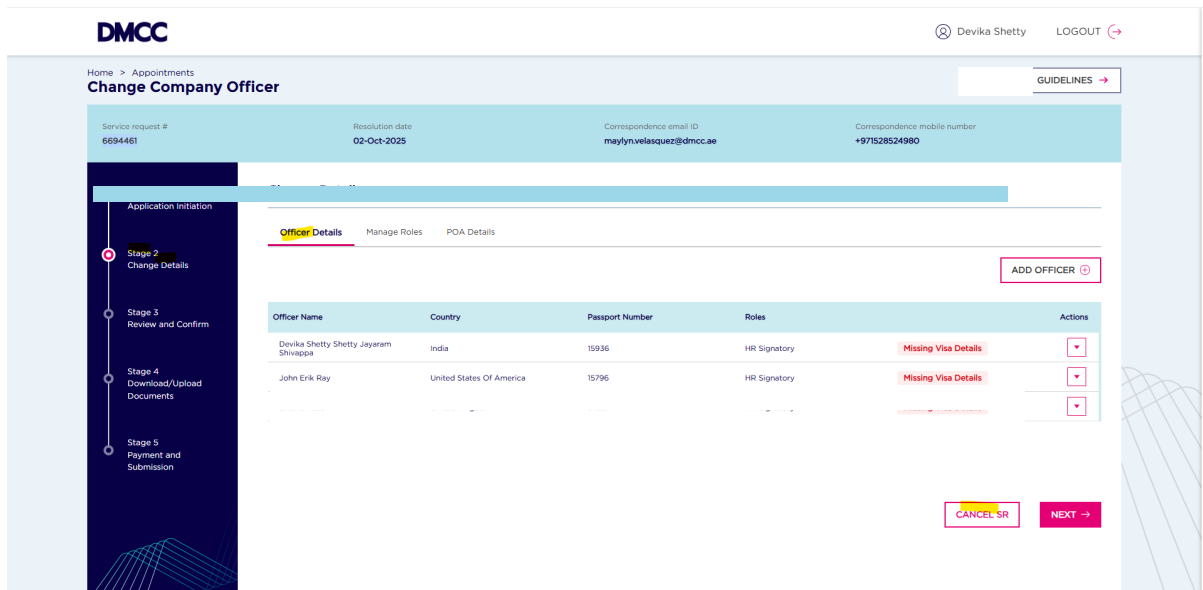 DMCC
Devika Shetty LOGOUT
Home > Appointments
Change Company Officer
GUIDELINES →
Service request # Resolution date Correspondence email ID Correspondence mobile number
6694461 02-Oct-2025 maylyn.velasquez@dmcc.ae +971528524980
Application Initiation
Officer Details Manage Roles POA Details
Stage 2
Change Details
ADD OFFICER
Stage 3
Review and Confirm
Officer Name Country Passport Number Roles Actions
Devika Shetty Shetty Jayaram
Shivappa India 15936 HR Signatory Missing Visa Details
John Erik Ray United States Of America 15796 HR Signatory Missing Visa Details
Stage 4
Download/Upload
Documents
Stage 5
Payment and
Submission
CANCEL SR NEXT →